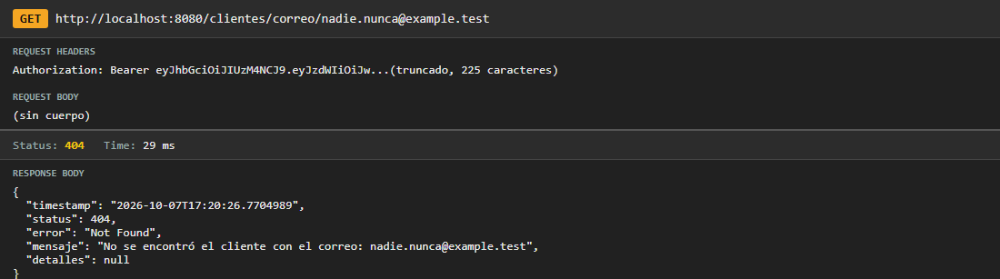 GET http://localhost:8080/clientes/correo/nadie.nunca@example.test
REQUEST HEADERS
Authorization: Bearer eyJhbGciOiJIUzM4NCJ9.eyJzdWIiOiJw...(truncado, 225 caracteres)
REQUEST BODY
(sin cuerpo)
Status: 404 Time: 29 ms
RESPONSE BODY
{
  "timestamp": "2026-10-07T17:20:26.7704989",
  "status": 404,
  "error": "Not Found",
  "mensaje": "No se encontró el cliente con el correo: nadie.nunca@example.test",
  "detalles": null
}